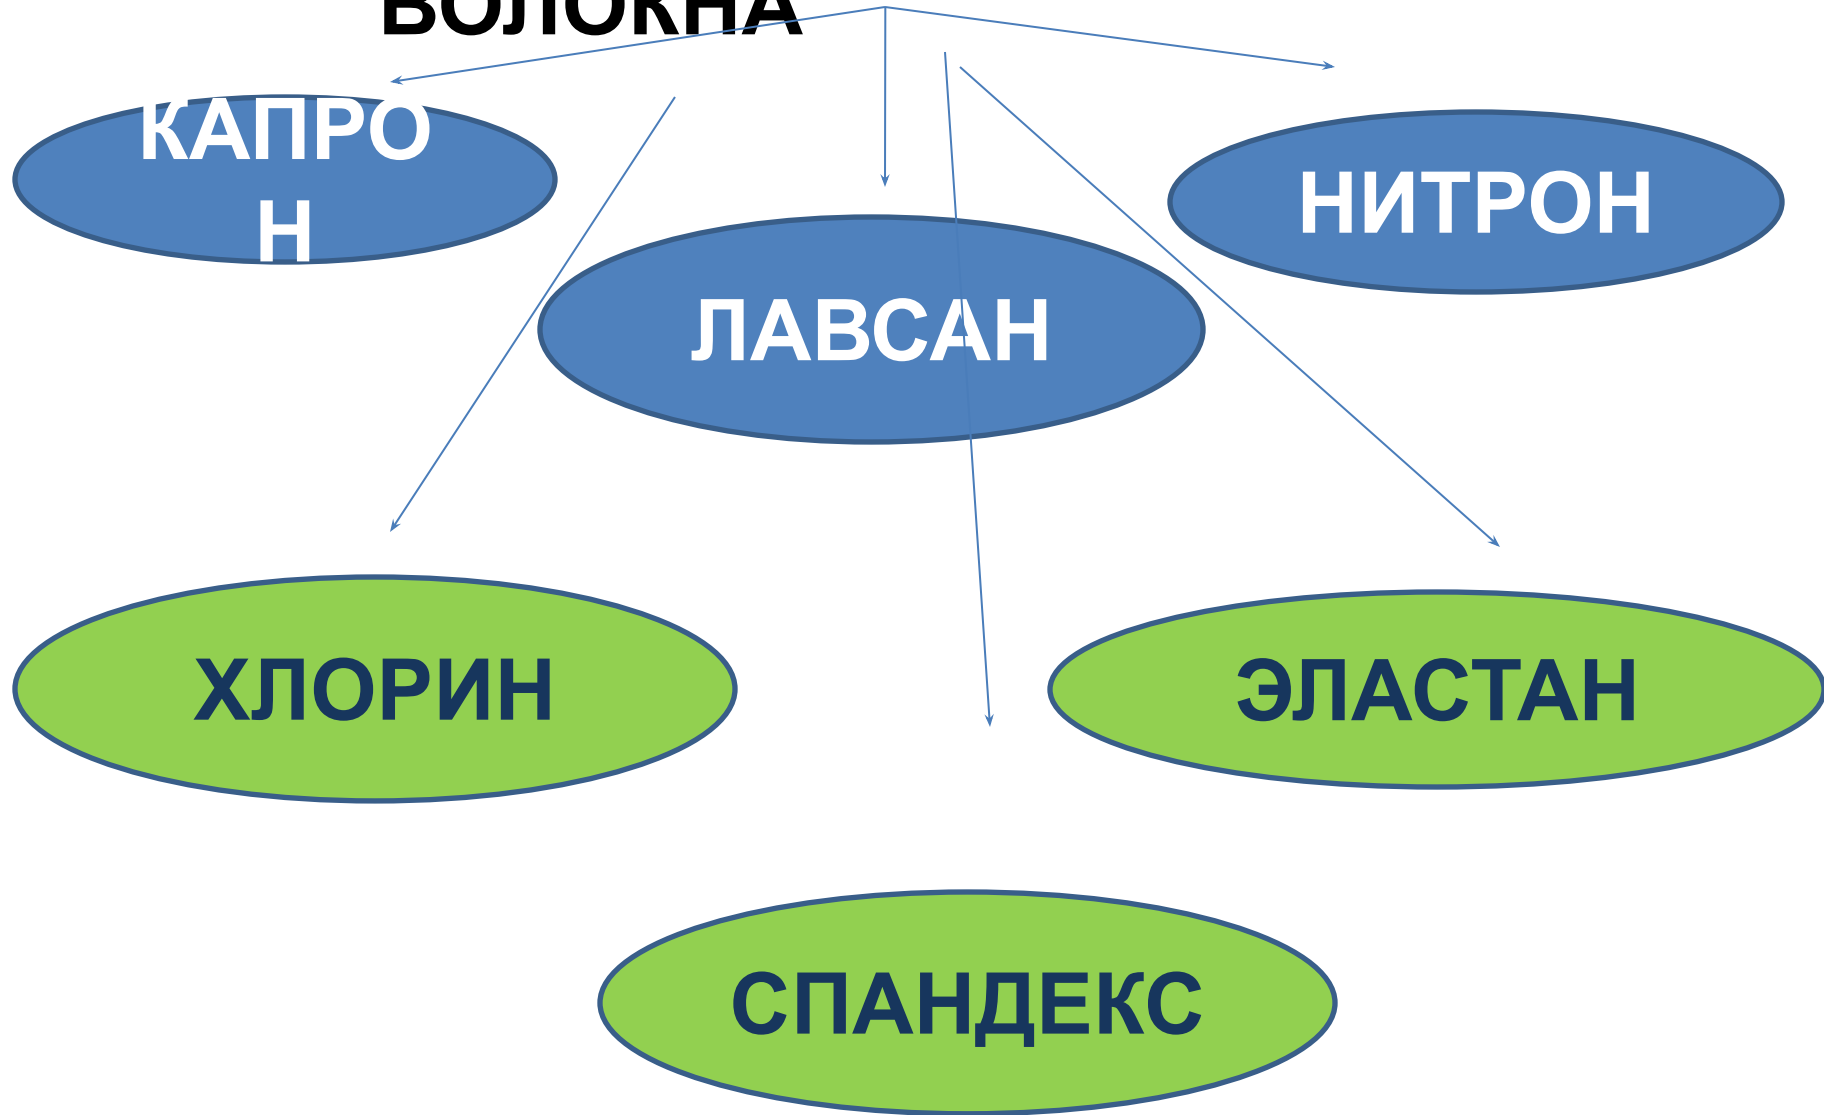 ВОЛОКНА
КАПРО
Н
НИТРОН
ЛАВСАН
ХЛОРИН
ЭЛАСТАН
СПАНДЕКС